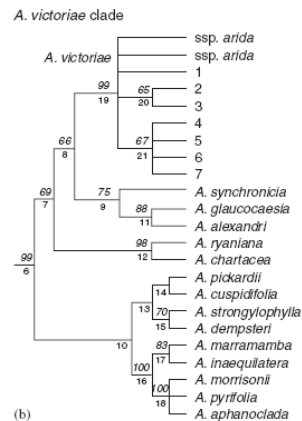 A. victoriae clade
ssp. arida
A. victoriae
ssp. arida
1
99
19
65
20
2
3
4
67
21
5
6
7
66
8
75
9
A. synchronicia
69
7
88
11
A. glaucocaesia
A. alexandri
98
12
A. ryaniana
A. chartacea
99
6
A. pickardii
14
A. cuspidifolia
13
70
15
A. strongylophylla
A. dempsteri
10
83
17
A. marramamba
A. inaequilatera
100
16
A. morrisonii
100
18
A. pyrifolia
A. aphanoclada
(b)